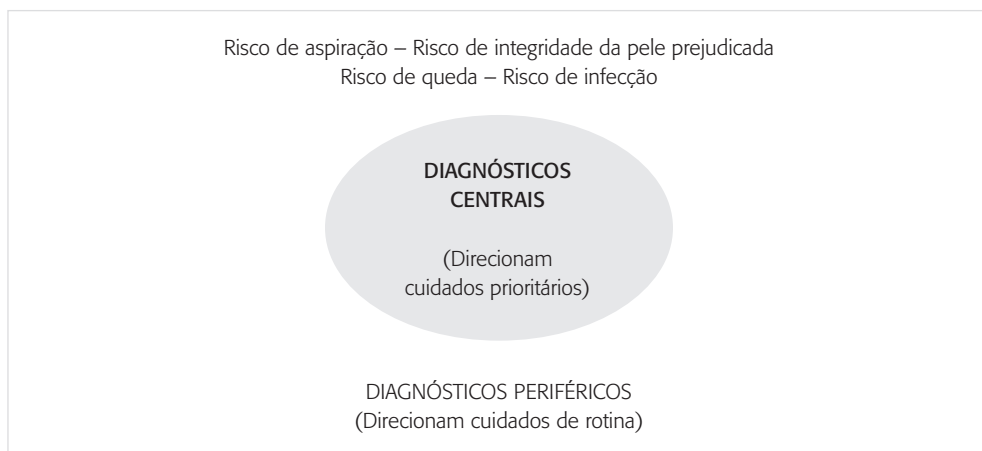 Risco de aspiração – Risco de integridade da pele prejudicada
Risco de queda – Risco de infecção
DIAGNÓSTICOS
CENTRAIS
(Direcionam
cuidados prioritários)
DIAGNÓSTICOS PERIFÉRICOS
(Direcionam cuidados de rotina)